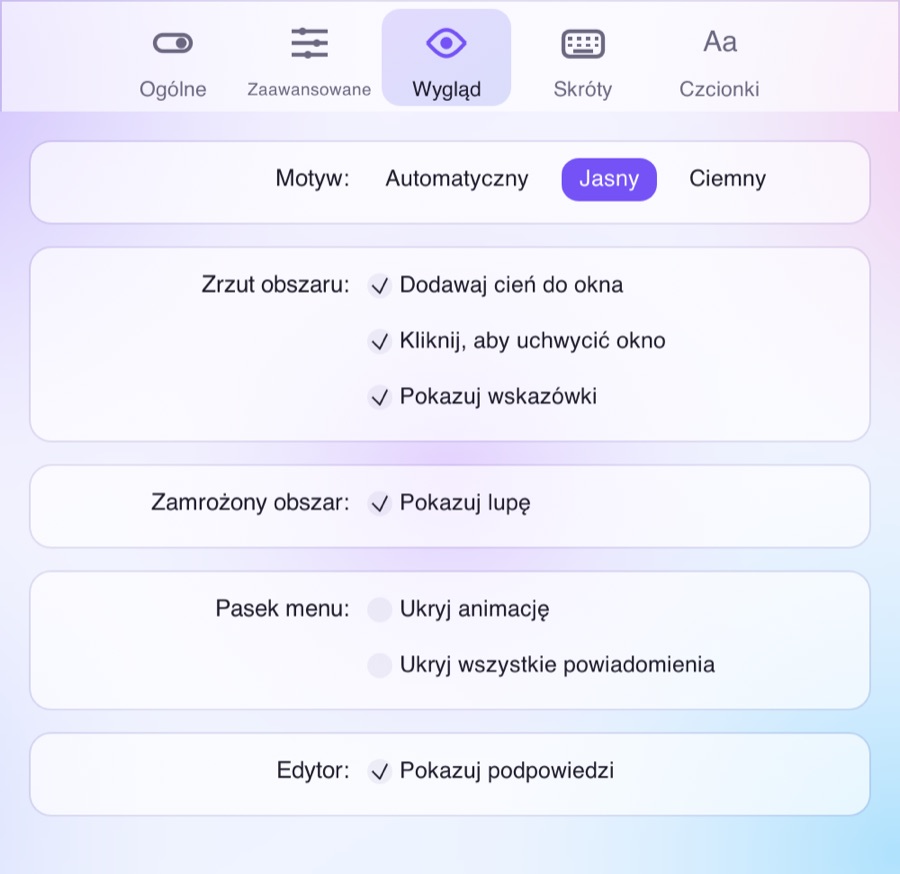 Aa
Ogólne Zaawansowane Wygląd Skróty Czcionki
Motyw: Automatyczny Jasny Ciemny
Zrzut obszaru: Dodawaj cień do okna
Kliknij, aby uchwycić okno
Pokazuj wskazówki
Zamrożony obszar: Pokazuj lupę
Pasek menu: Ukryj animację
Ukryj wszystkie powiadomienia
Edytor: Pokazuj podpowiedzi